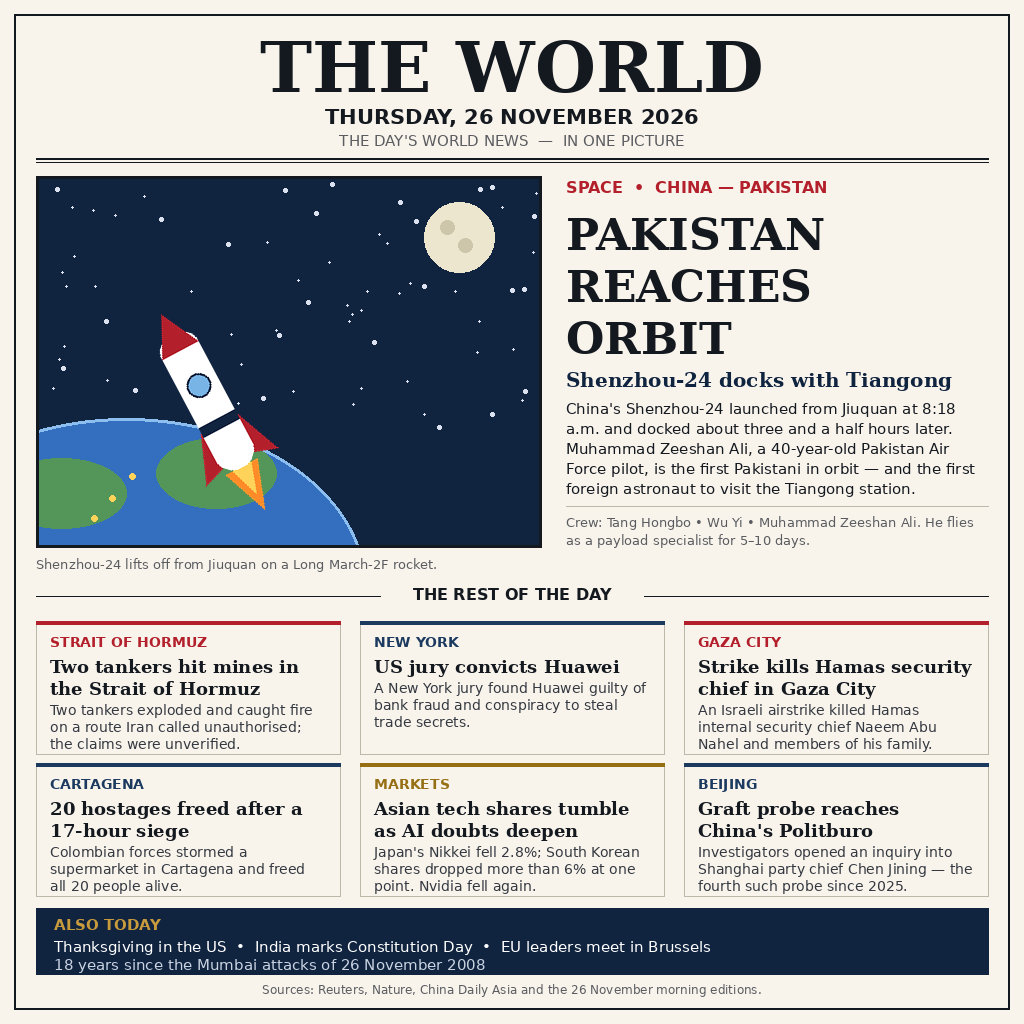 THE WORLD
THURSDAY, 26 NOVEMBER 2026
THE DAY'S WORLD NEWS — IN ONE PICTURE
SPACE • CHINA — PAKISTAN
PAKISTAN
REACHES
ORBIT
Shenzhou-24 docks with Tiangong
China's Shenzhou-24 launched from Jiuquan at 8:18
a.m. and docked about three and a half hours later.
Muhammad Zeeshan Ali, a 40-year-old Pakistan Air
Force pilot, is the first Pakistani in orbit — and the first
foreign astronaut to visit the Tiangong station.
Crew: Tang Hongbo • Wu Yi • Muhammad Zeeshan Ali. He flies
as a payload specialist for 5–10 days.
Shenzhou-24 lifts off from Jiuquan on a Long March-2F rocket.
THE REST OF THE DAY
STRAIT OF HORMUZ
Two tankers hit mines in
the Strait of Hormuz
Two tankers exploded and caught fire
on a route Iran called unauthorised;
the claims were unverified.
NEW YORK
US jury convicts Huawei
A New York jury found Huawei guilty of
bank fraud and conspiracy to steal
trade secrets.
GAZA CITY
Strike kills Hamas security
chief in Gaza City
An Israeli airstrike killed Hamas
internal security chief Naeem Abu
Nahel and members of his family.
CARTAGENA
20 hostages freed after a
17-hour siege
Colombian forces stormed a
supermarket in Cartagena and freed
all 20 people alive.
MARKETS
Asian tech shares tumble
as AI doubts deepen
Japan's Nikkei fell 2.8%; South Korean
shares dropped more than 6% at one
point. Nvidia fell again.
BEIJING
Graft probe reaches
China's Politburo
Investigators opened an inquiry into
Shanghai party chief Chen Jining — the
fourth such probe since 2025.
ALSO TODAY
Thanksgiving in the US • India marks Constitution Day • EU leaders meet in Brussels
18 years since the Mumbai attacks of 26 November 2008
Sources: Reuters, Nature, China Daily Asia and the 26 November morning editions.